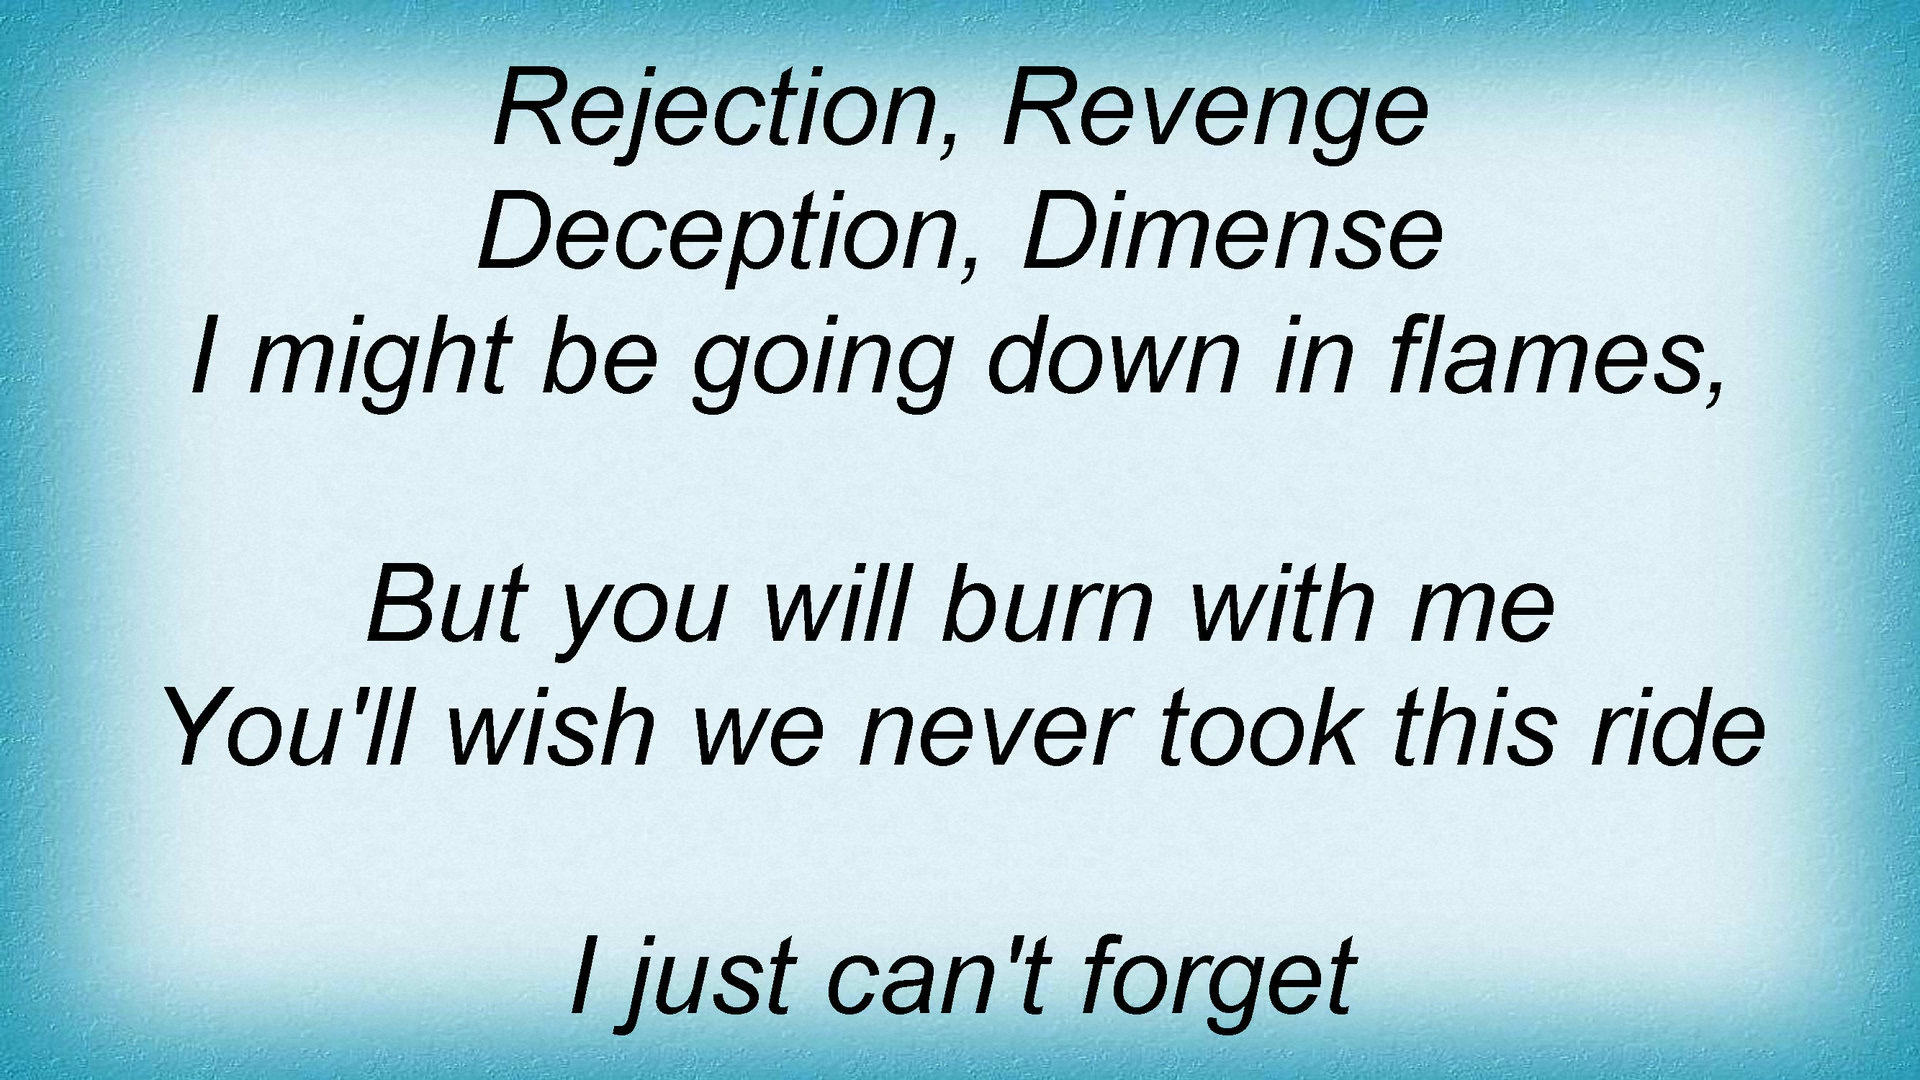 Rejection, Revenge
Deception, Dimense
I might be going down in flames,
But you will burn with me
You'll wish we never took this ride
I just can't forget